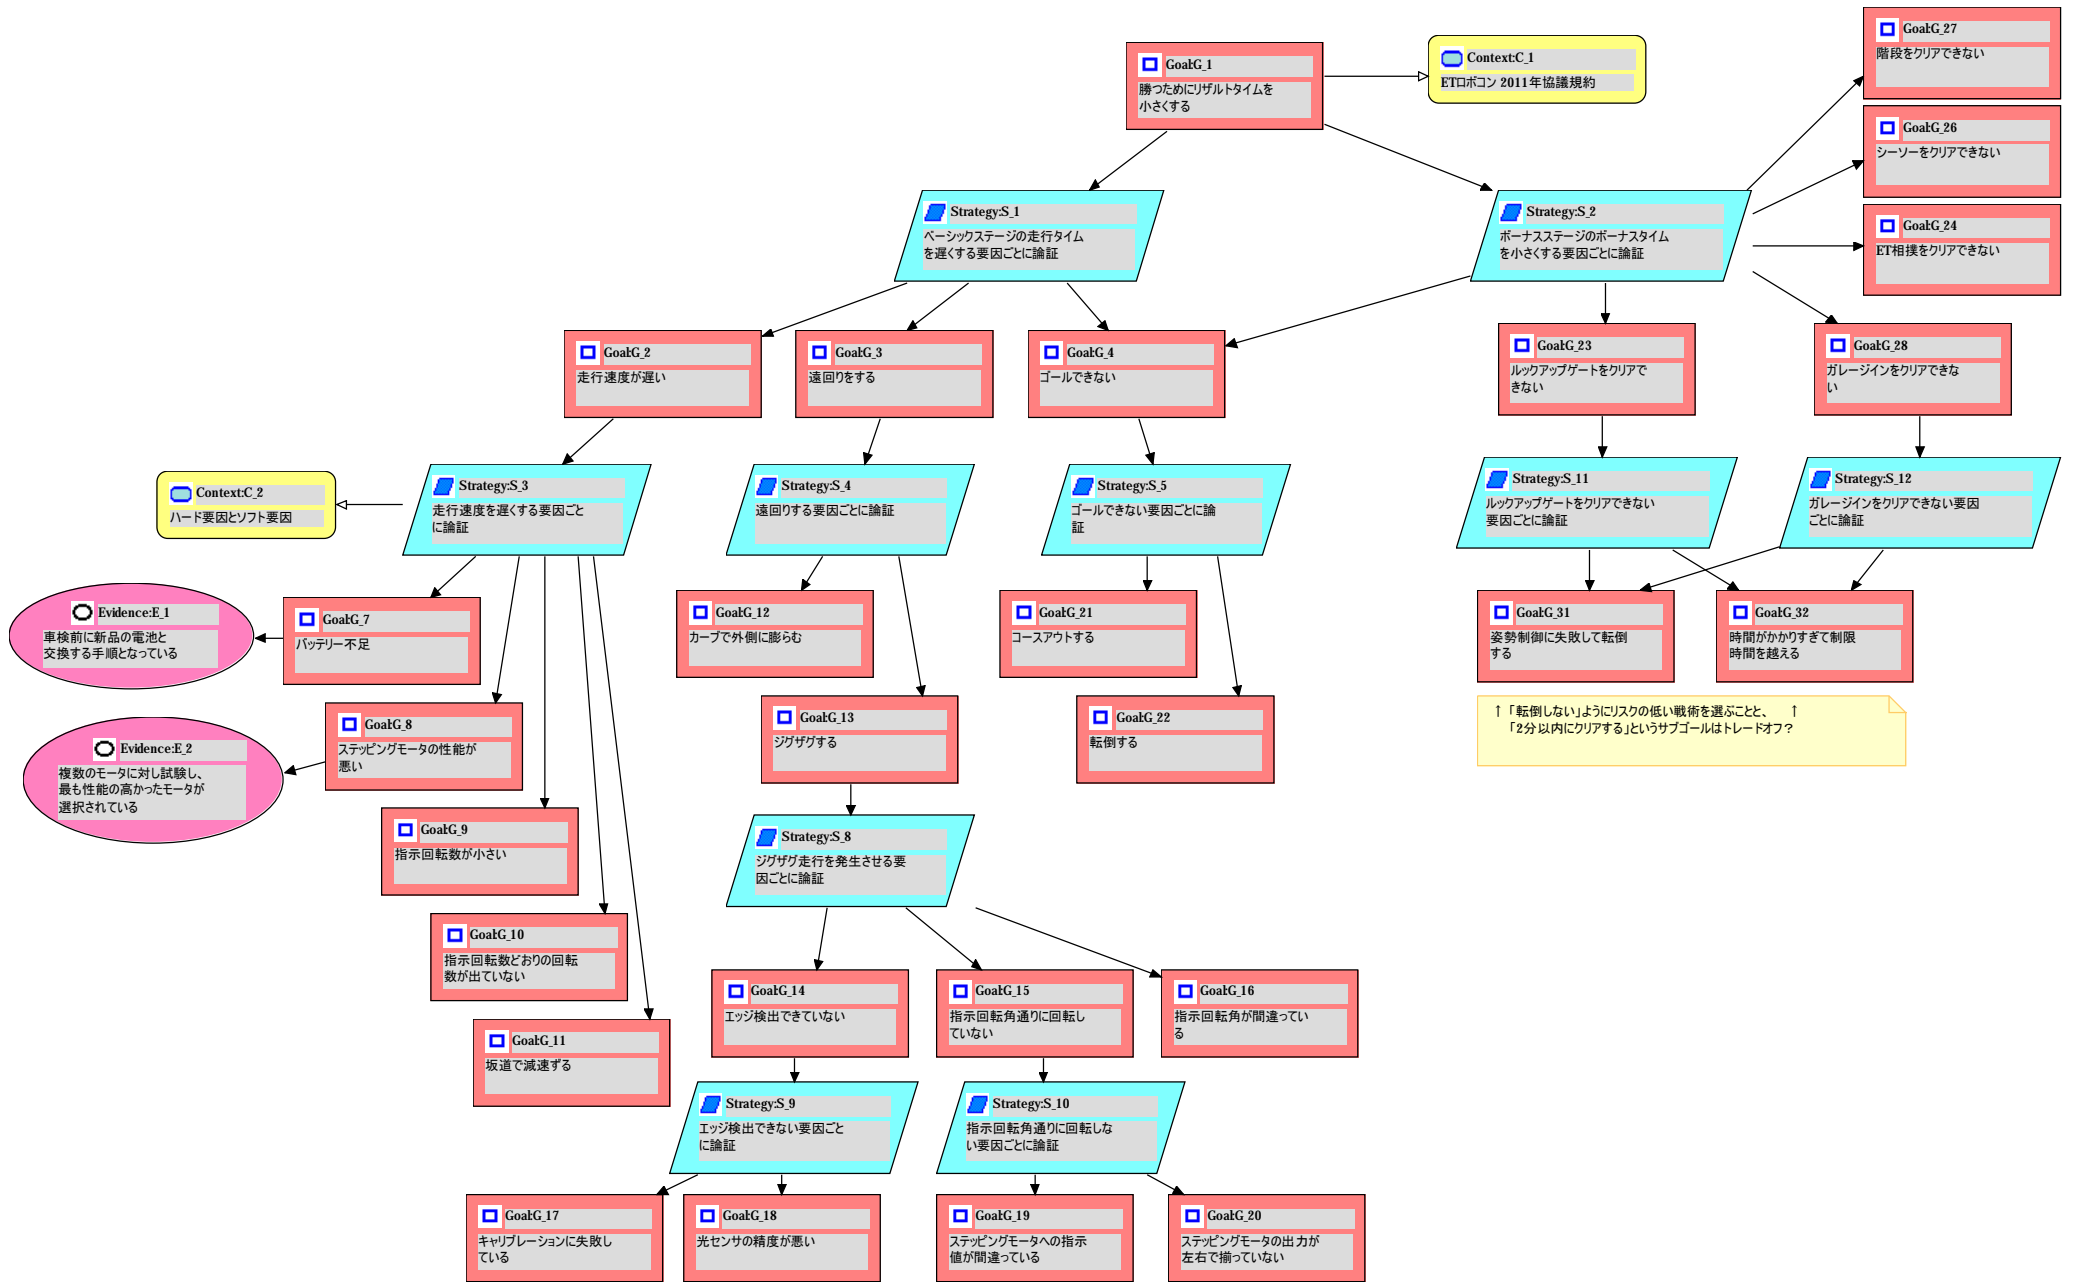 Goal:G_1
勝つためにリザルトタイムを
小さくする
Context:C_1
ETロボコン 2011年協議規約
Goal:G_27
階段をクリアできない
Goal:G_26
シーソーをクリアできない
Goal:G_24
ET相撲をクリアできない
Strategy:S_1
ベーシックステージの走行タイム
を遅くする要因ごとに論証
Strategy:S_2
ボーナスステージのボーナスタイム
を小さくする要因ごとに論証
Goal:G_2
走行速度が遅い
Goal:G_3
遠回りをする
Goal:G_4
ゴールできない
Goal:G_23
ルックアップゲートをクリアで
きない
Goal:G_28
ガレージインをクリアできな
い
Context:C_2
ハード要因とソフト要因
Strategy:S_3
走行速度を遅くする要因ごと
に論証
Strategy:S_4
遠回りする要因ごとに論証
Strategy:S_5
ゴールできない要因ごとに論
証
Strategy:S_11
ルックアップゲートをクリアできない
要因ごとに論証
Strategy:S_12
ガレージインをクリアできない要因
ごとに論証
Evidence:E_1
車検前に新品の電池と
交換する手順となっている
Goal:G_7
バッテリー不足
Goal:G_12
カーブで外側に膨らむ
Goal:G_21
コースアウトする
Goal:G_31
姿勢制御に失敗して転倒
する
Goal:G_32
時間がかかりすぎて制限
時間を越える
Evidence:E_2
複数のモータに対し試験し、
最も性能の高かったモータが
選択されている
Goal:G_8
ステッピングモータの性能が
悪い
Goal:G_13
ジグザグする
Goal:G_22
転倒する
↑「転倒しない」ようにリスクの低い戦術を選ぶことと、 ↑
「2分以内にクリアする」というサブゴールはトレードオフ?
Goal:G_9
指示回転数が小さい
Strategy:S_8
ジグザグ走行を発生させる要
因ごとに論証
Goal:G_10
指示回転数どおりの回転
数が出ていない
Goal:G_11
坂道で減速ずる
Goal:G_14
エッジ検出できていない
Goal:G_15
指示回転角通りに回転し
ていない
Goal:G_16
指示回転角が間違ってい
る
Strategy:S_9
エッジ検出できない要因ごと
に論証
Strategy:S_10
指示回転角通りに回転しな
い要因ごとに論証
Goal:G_17
キャリブレーションに失敗し
ている
Goal:G_18
光センサの精度が悪い
Goal:G_19
ステッピングモータへの指示
値が間違っている
Goal:G_20
ステッピングモータの出力が
左右で揃っていない